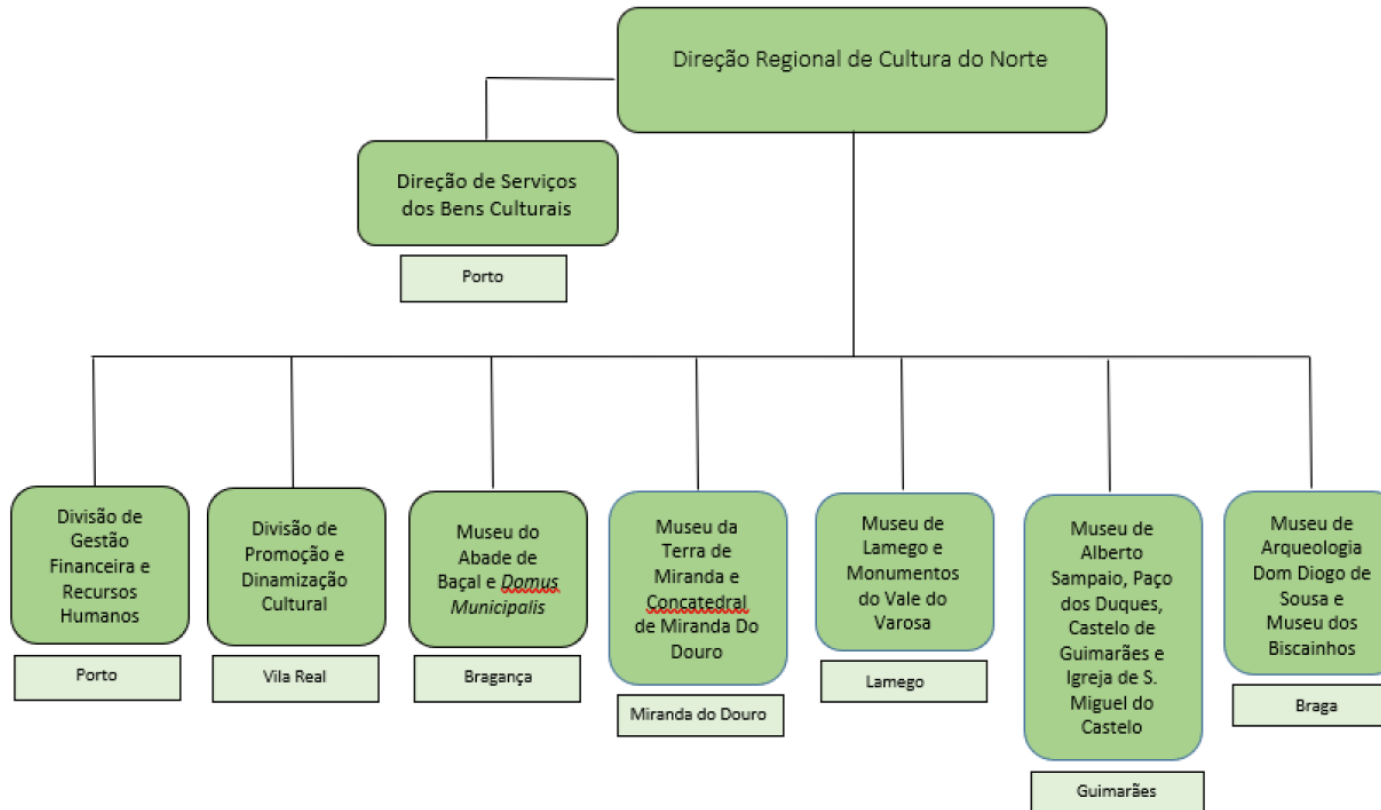 Direção Regional de Cultura do Norte
Direção de Serviços
dos Bens Culturais
Porto
Divisão de
Gestão
Financeira e
Recursos
Humanos
Porto
Divisão de
Promoção e
Dinamização
Cultural
Vila Real
Museu do
Abade de
Baçal e Domus
Municipalis
Bragança
Museu da
Terra de
Miranda e
Concatedral
de Miranda Do
Douro
Miranda do Douro
Museu de
Lamego e
Monumentos
do Vale do
Varosa
Lamego
Museu de
Alberto
Sampaio, Paço
dos Duques,
Castelo de
Guimarães e
Igreja de S.
Miguel do
Castelo
Guimarães
Museu de
Arqueologia
Dom Diogo de
Sousa e
Museu dos
Biscainhos
Braga